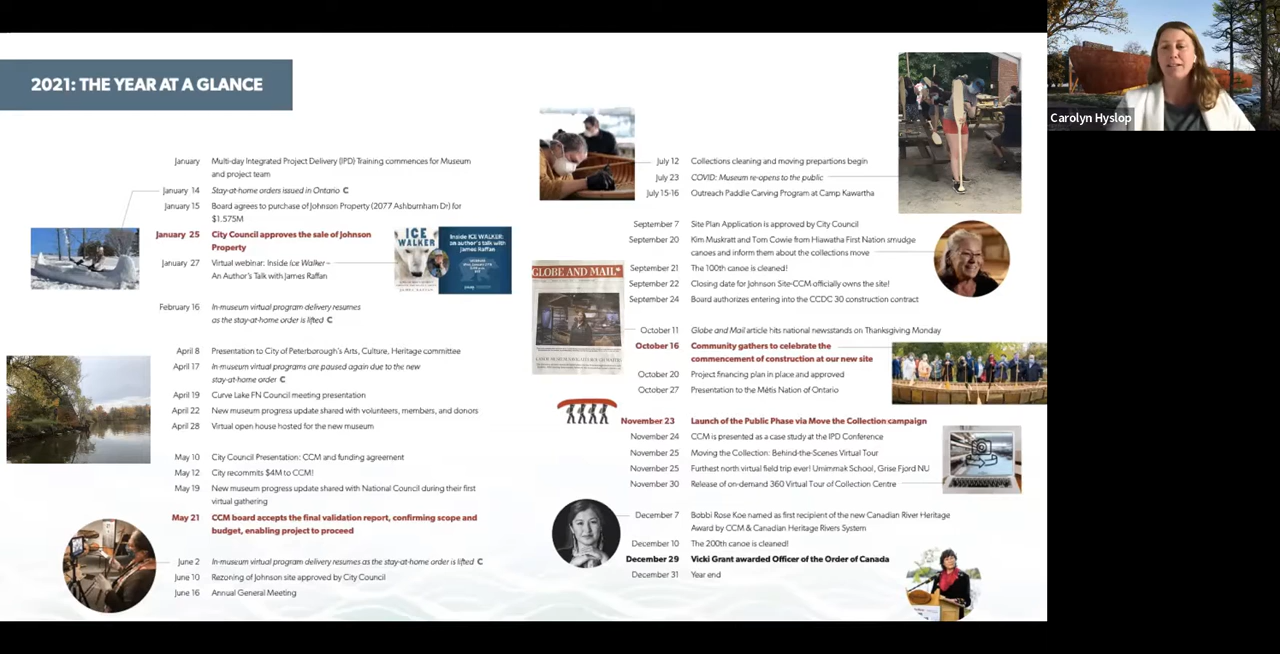 2021: THE YEAR AT A GLANCE
January Multi-day Integrated Project Delivery (IPD) Training commences for Museum
and project team
January 14 Stay-at-home orders issued in Ontario C
January 15 Board agrees to purchase of Johnson Property (2077 Ashburnham Dr) for
$1.575M
January 25 City Council approves the sale of Johnson
Property
January 27 Virtual webinar: Inside Ice Walker –
An Author's Talk with James Raffan
ICE
WALKER
Inside ICE WALKER:
an author's talk with
James Raffan
February 16 In-museum virtual program delivery resumes
as the stay-at-home order is lifted C
April 8 Presentation to City of Peterborough's Arts, Culture, Heritage committee
April 17 In museum virtual programs are paused again due to the new
stay-at-home order C
April 19 Curve Lake FN Council meeting presentation
April 22 New museum progress update shared with volunteers, members, and donors
April 28 Virtual open house hosted for the new museum
May 10 City Council Presentation: CCM and funding agreement
May 12 City recommits $4M to CCM!
May 19 New museum progress update shared with National Council during their first
virtual gathering
May 21 CCM board accepts the final validation report, confirming scope and
budget, enabling project to proceed
June 2 In-museum virtual program delivery resumes as the stay-at-home order is lifted C
June 10 Rezoning of Johnson site approved by City Council
June 16 Annual General Meeting
July 12 Collections cleaning and moving prepartions begin
July 23 COVID: Museum re-opens to the public
July 15-16 Outreach Paddle Carving Program at Camp Kawartha
September 7 Site Plan Application is approved by City Council
September 20 Kim Muskratt and Tom Cowie from Hiawatha First Nation smudge
canoes and inform them about the collections move
September 21 The 100th canoe is cleaned!
September 22 Closing date for Johnson Site-CCM officially owns the site!
September 24 Board authorizes entering into the CCDC 30 construction contract
GLOBE AND MAIL*
October 11 Globe and Mail article hits national newsstands on Thanksgiving Monday
October 16 Community gathers to celebrate the
commencement of construction at our new site
October 20 Project financing plan in place and approved
October 27 Presentation to the Métis Nation of Ontario
November 23 Launch of the Public Phase via Move the Collection campaign
November 24 CCM is presented as a case study at the IPD Conference
November 25 Moving the Collection: Behind-the-Scenes Virtual Tour
November 25 Furthest north virtual field trip ever! Umimmak School, Grise Fjord NU
November 30 Release of on-demand 360 Virtual Tour of Collection Centre
December 7 Bobbi Rose Koe named as first recipient of the new Canadian River Heritage
Award by CCM & Canadian Heritage Rivers System
December 10 The 200th canoe is cleaned!
December 29 Vicki Grant awarded Officer of the Order of Canada
December 31 Year end
Carolyn Hyslop